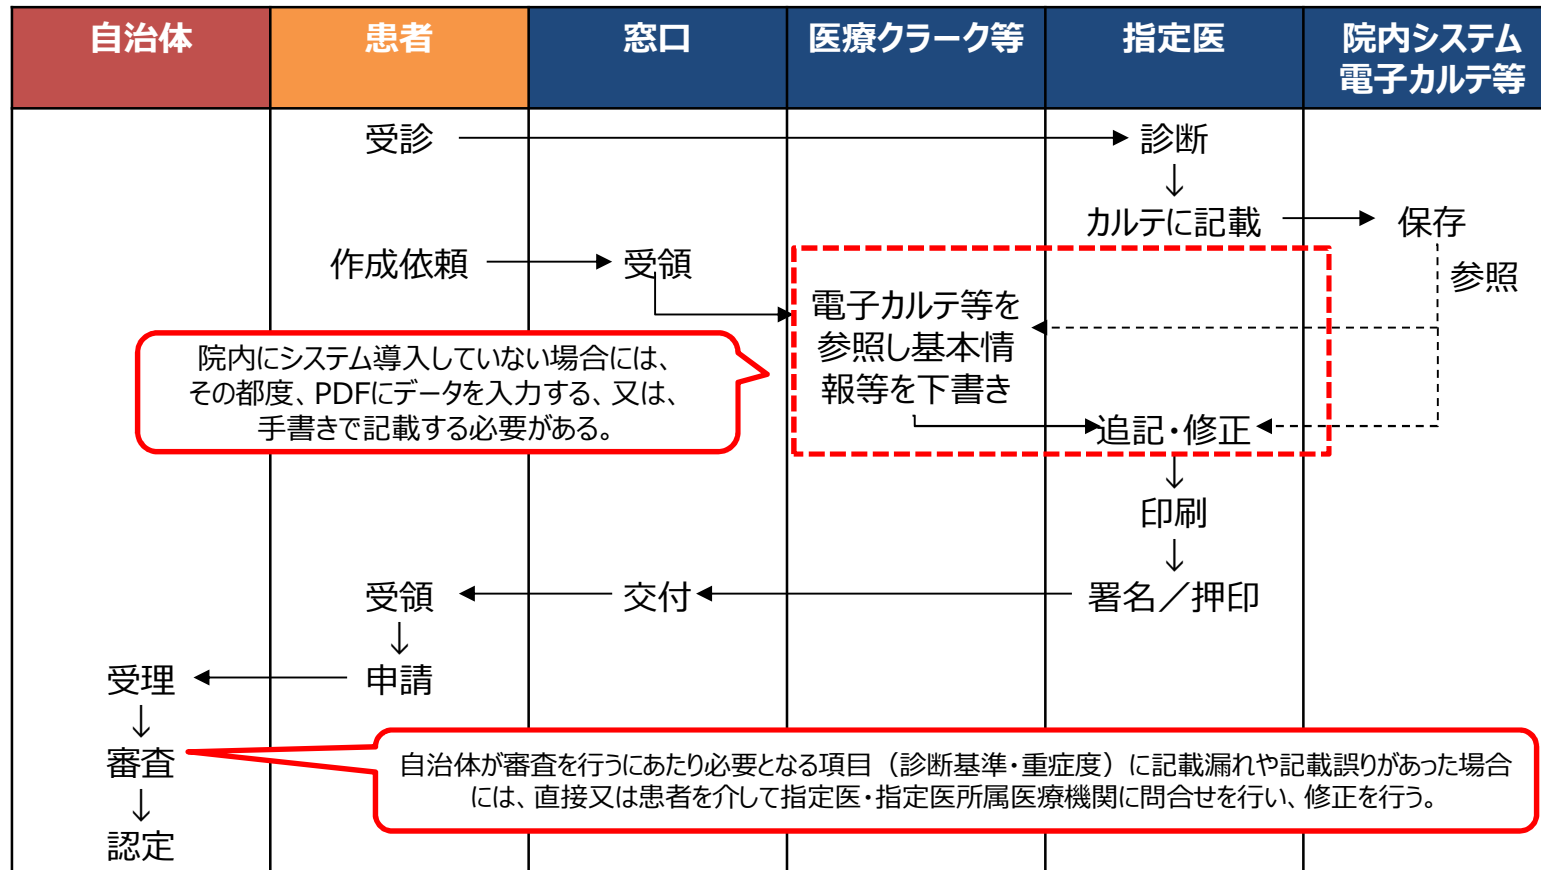 自治体
患者
窓口
医療クラーク等
指定医
院内システム
電子カルテ等
受診
診断
↓
カルテに記載
保存
作成依頼
受領
参照
電子カルテ等を
参照し基本情
報等を下書き
院内にシステム導入していない場合には、
その都度、PDFにデータを入力する、又は、
手書きで記載する必要がある。
追記・修正
↓
印刷
↓
受領
交付
署名／押印
↓
受理
申請
↓
審査
自治体が審査を行うにあたり必要となる項目（診断基準・重症度）に記載漏れや記載誤りがあった場合
には、直接又は患者を介して指定医・指定医所属医療機関に問合せを行い、修正を行う。
↓
認定